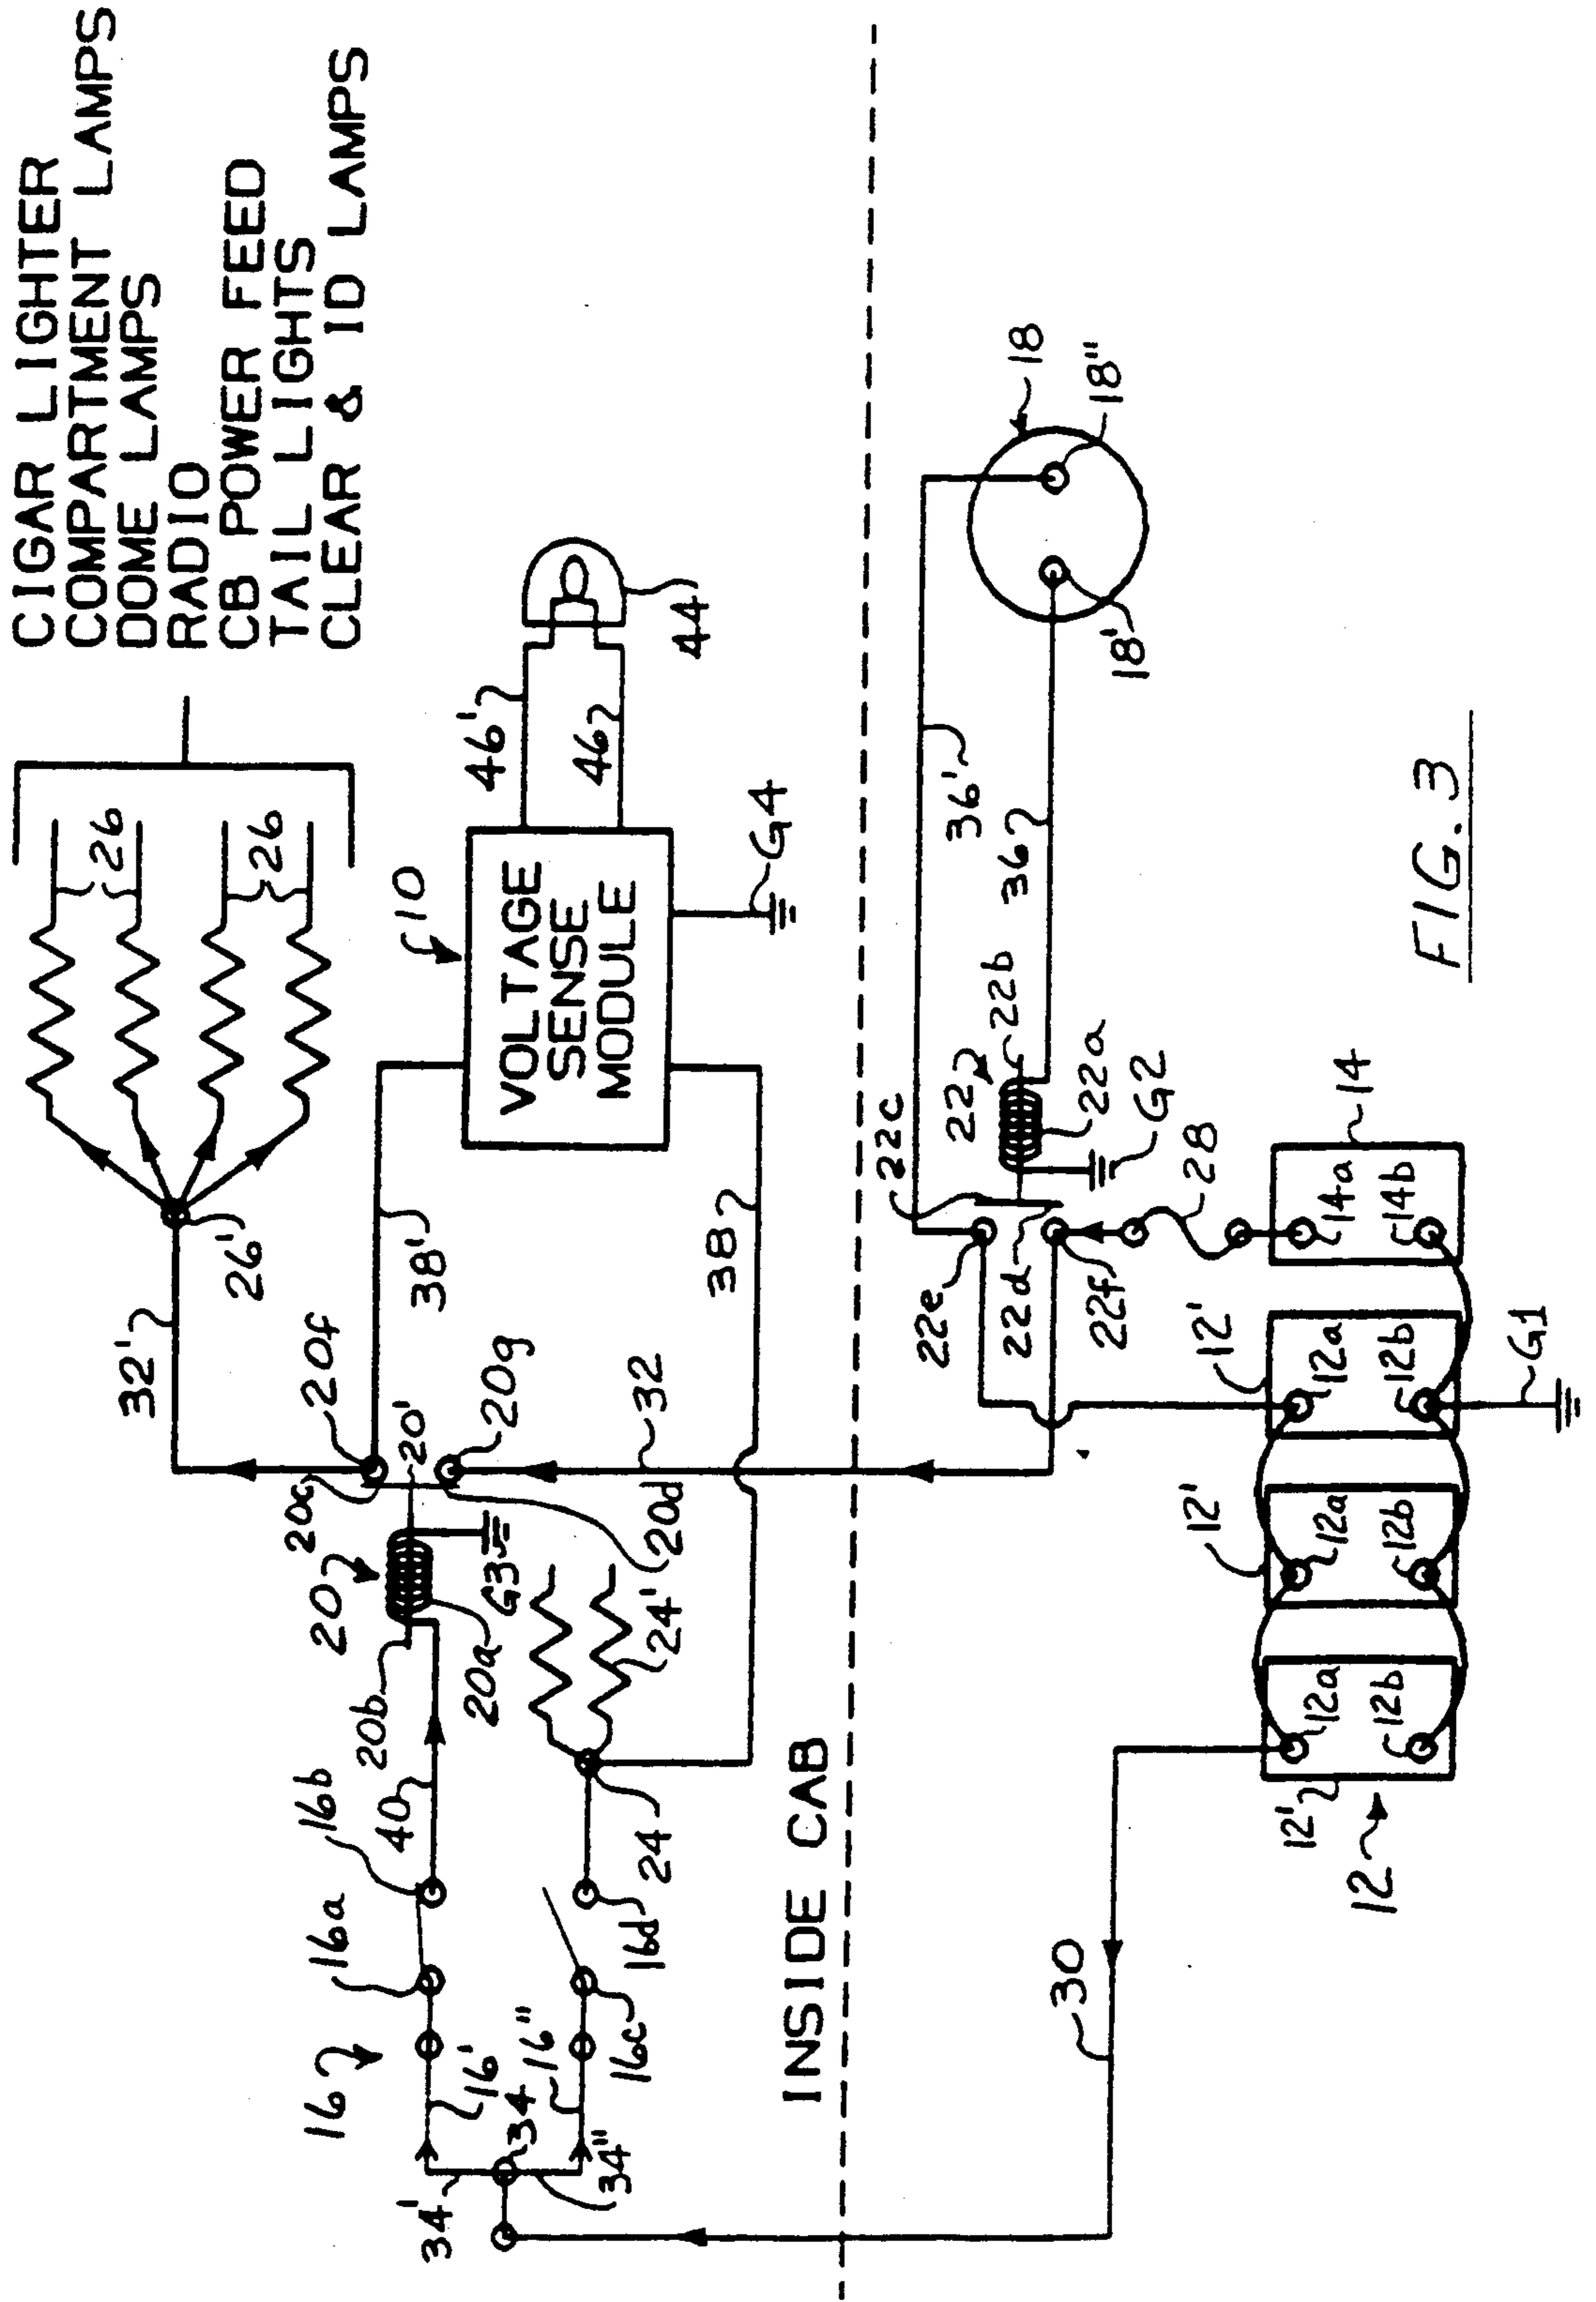 CIGAR LIGHTER
COMPARTMENT LAMPS
DOME LAMPS
RADIO
CB POWER FEED
TAIL LIGHTS
CLEAR & ID LAMPS
26
26
26'
32'
10
VOLTAGE
SENSE
MODULE
46'
46
44
G4
38'
38
20f
20'
20g
20c
20
20b
20a
G3
20d
32
16
16a
16b
40
16'
34
16"
34'
34"
16c
16d
24
24'
INSIDE CAB
30
18
18"
18'
36'
36
22c
22
22b
22a
G2
22e
22d
22f
28
14
14a
14b
12'
12a
12b
G1
12'
12a
12b
12'
12a
12b
12
FIG. 3